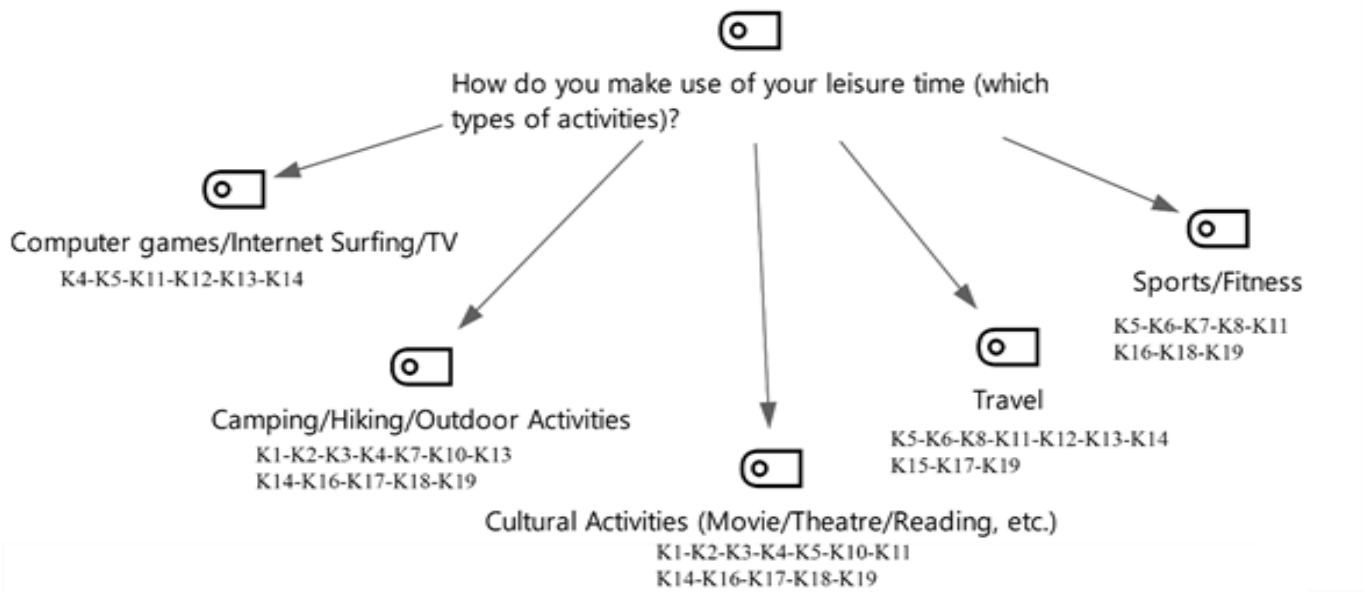 How do you make use of your leisure time (which
types of activities)?
Computer games/Internet Surfing/TV
K4-K5-K11-K12-K13-K14
Sports/Fitness
K5-K6-K7-K8-K11
K16-K18-K19
Camping/Hiking/Outdoor Activities
K1-K2-K3-K4-K7-K10-K13
K14-K16-K17-K18-K19
Travel
K5-K6-K8-K11-K12-K13-K14
K15-K17-K19
Cultural Activities (Movie/Theatre/Reading, etc.)
K1-K2-K3-K4-K5-K10-K11
K14-K16-K17-K18-K19